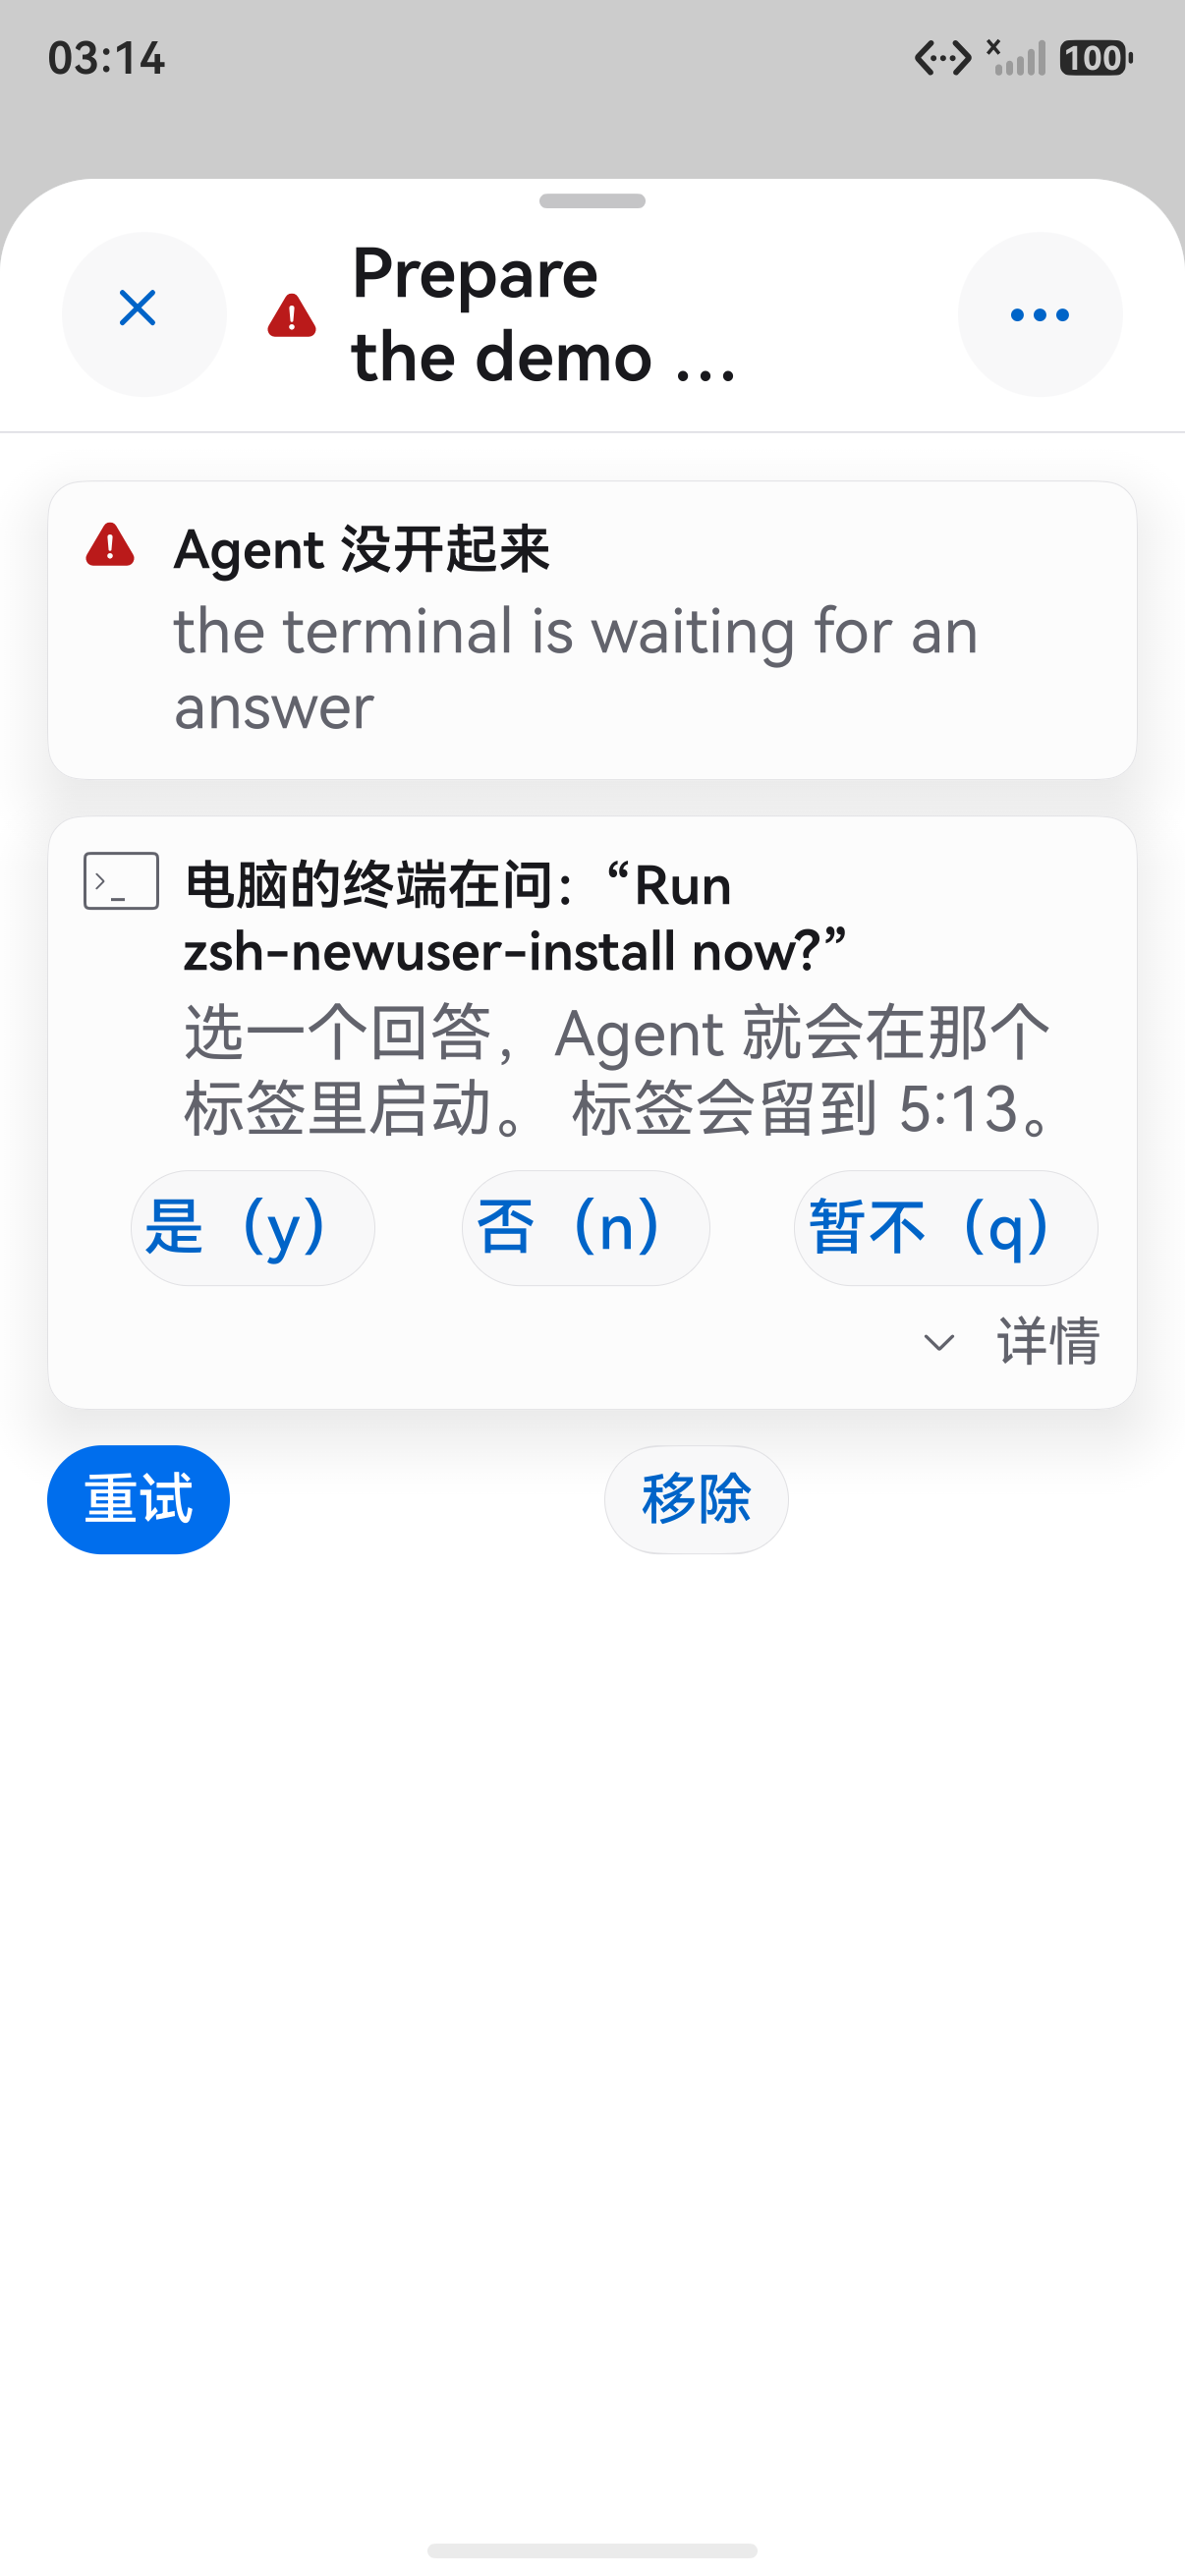 03:14
100
Prepare
the demo ...
Agent 没开起来
the terminal is waiting for an
answer
电脑的终端在问：“Run
zsh-newuser-install now?”
选一个回答，Agent 就会在那个
标签里启动。 标签会留到 5:13。
是（y）
否（n）
暂不（q）
详情
重试
移除